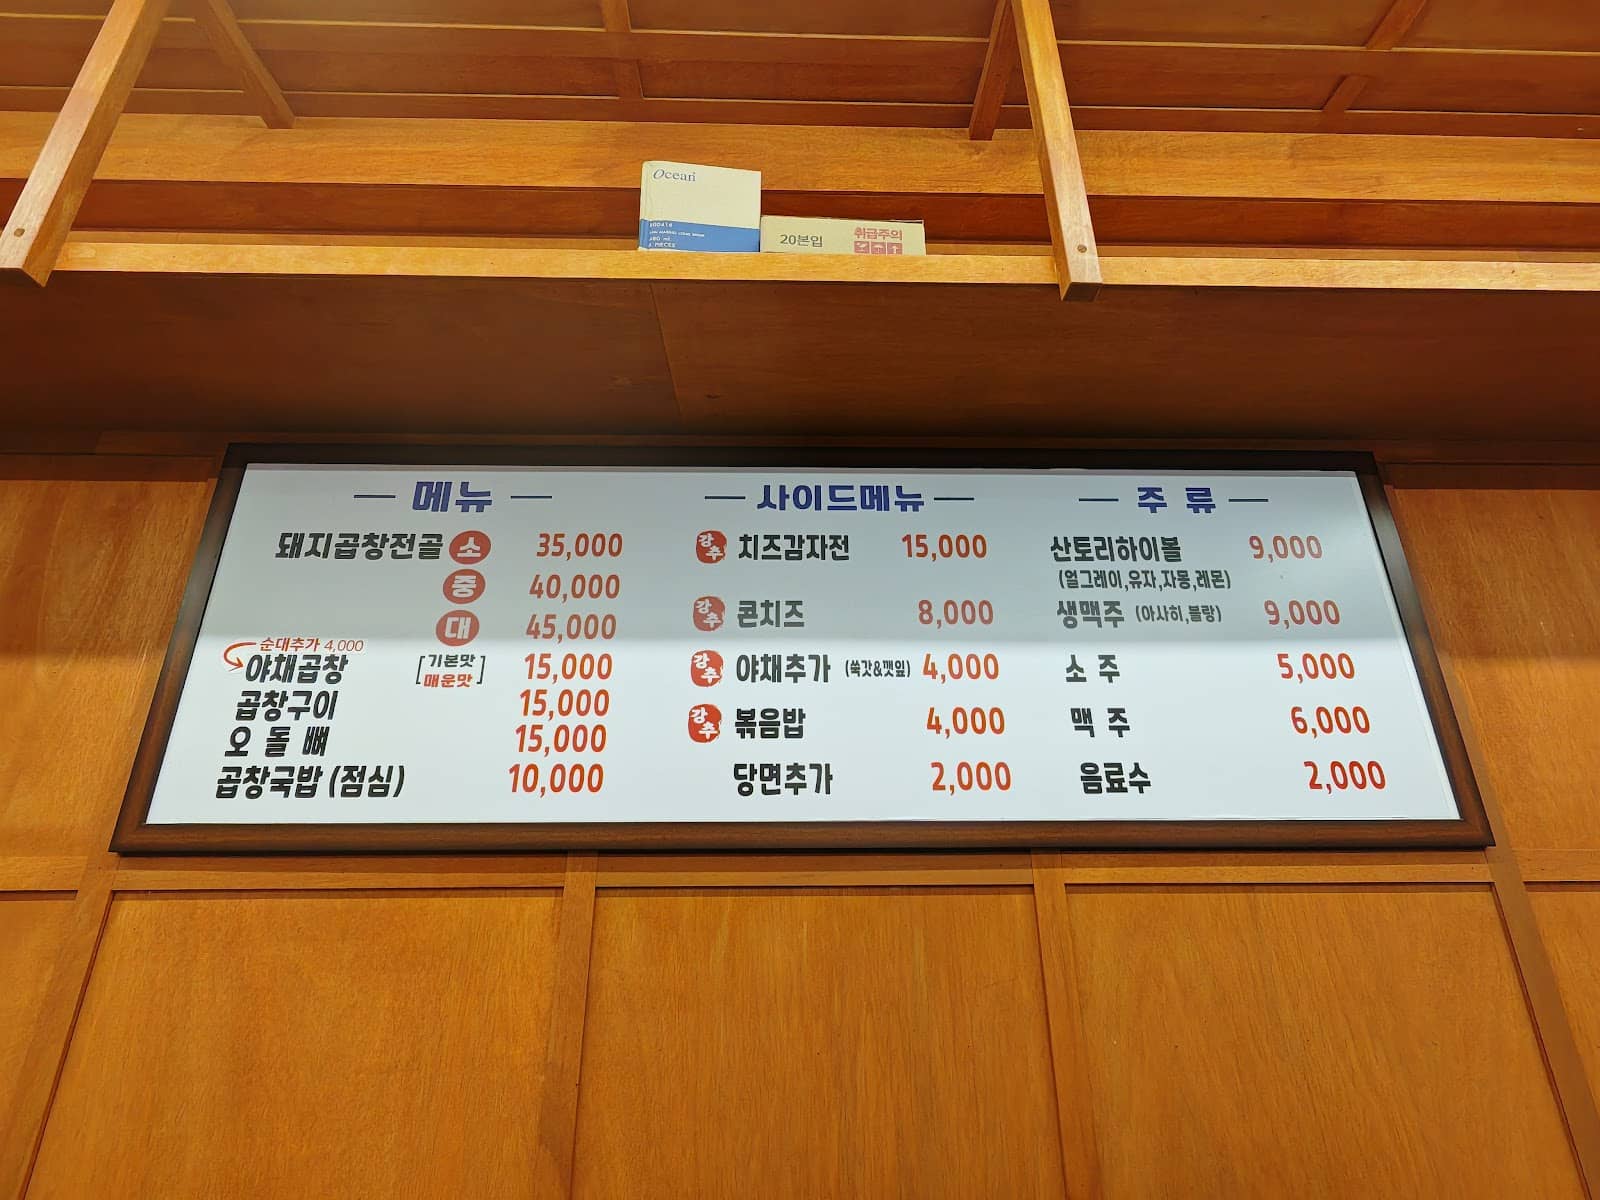 Ocean
20본입
취급주의
메뉴
돼지곱창전골 소 35,000
중 40,000
대 45,000
순대추가 4,000
야채곱창 [기본맛 매운맛] 15,000
곱창구이 15,000
오돌뼈 15,000
곱창국밥 (점심) 10,000
사이드메뉴
강추 치즈감자전 15,000
강추 콘치즈 8,000
강추 야채추가 (쑥갓&깻잎) 4,000
강추 볶음밥 4,000
당면추가 2,000
주류
산토리하이볼 9,000
(얼그레이,유자,자몽,레몬)
생맥주 (아사히,블랑) 9,000
소주 5,000
맥주 6,000
음료수 2,000